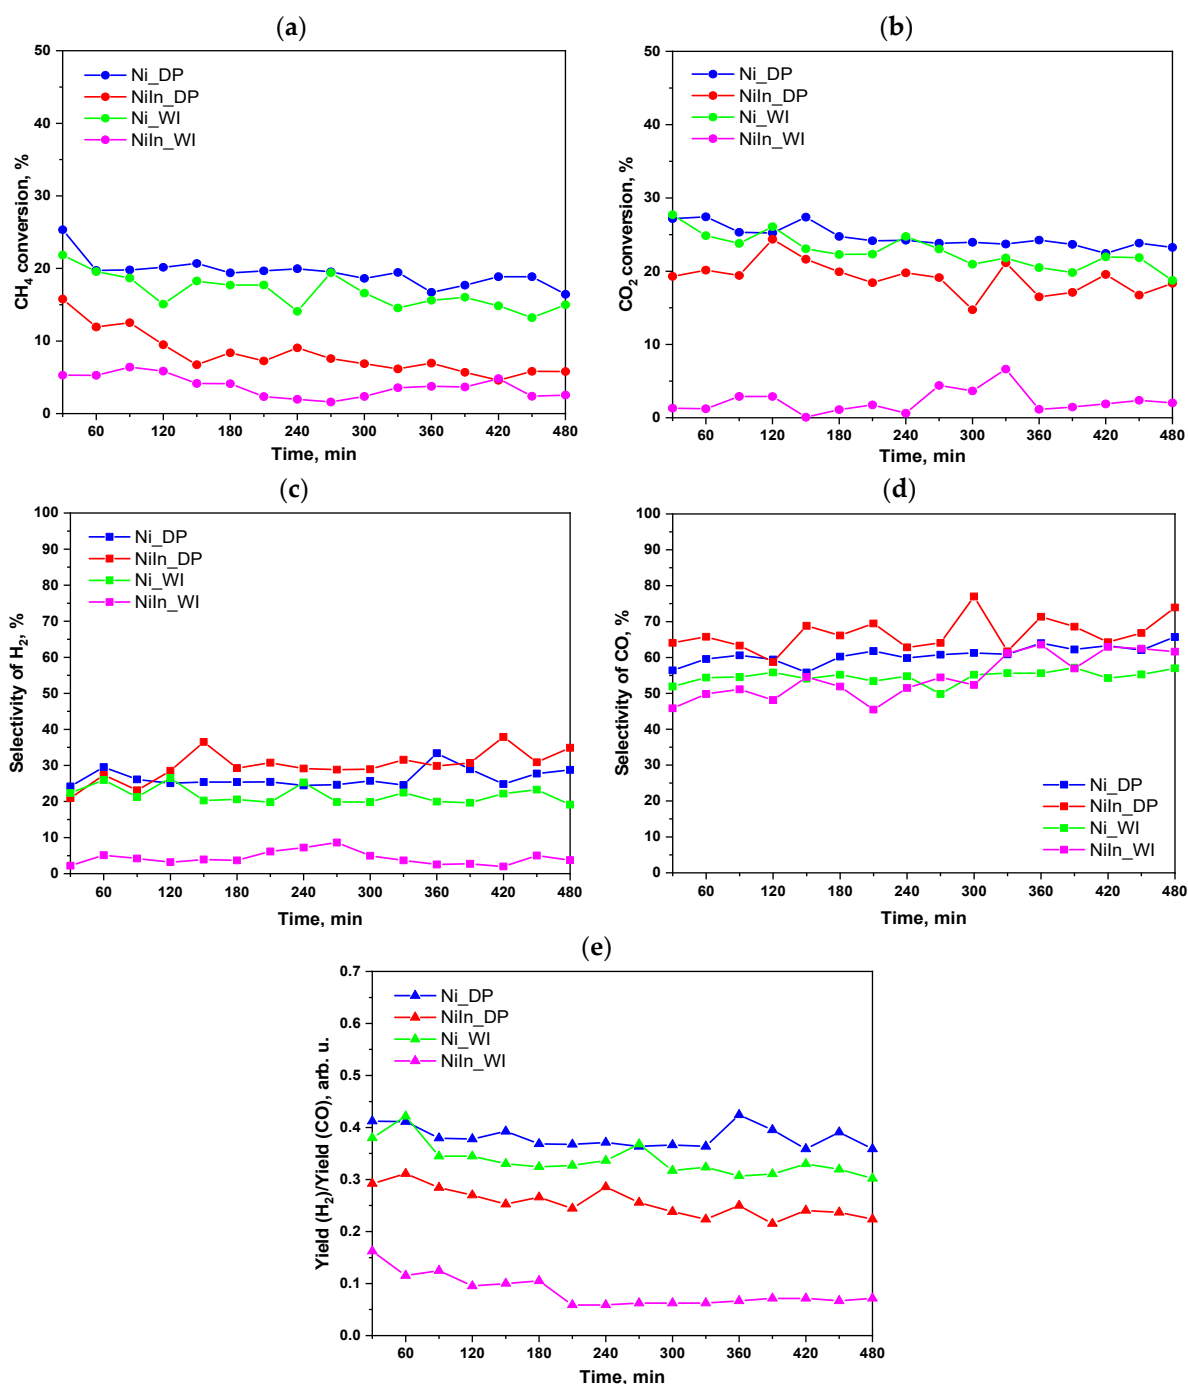 (a)
50
40
30
20
10
0
CH4 conversion, %
Ni_DP
NiIn_DP
Ni_WI
NiIn_WI
60 120 180 240 300 360 420 480
Time, min
(b)
50
40
30
20
10
0
CO2 conversion, %
Ni_DP
NiIn_DP
Ni_WI
NiIn_WI
60 120 180 240 300 360 420 480
Time, min
(c)
100
90
80
70
60
50
40
30
20
10
0
Selectivity of H2, %
Ni_DP
NiIn_DP
Ni_WI
NiIn_WI
60 120 180 240 300 360 420 480
Time, min
(d)
100
90
80
70
60
50
40
30
20
10
0
Selectivity of CO, %
Ni_DP
NiIn_DP
Ni_WI
NiIn_WI
60 120 180 240 300 360 420 480
Time, min
(e)
0.7
0.6
0.5
0.4
0.3
0.2
0.1
0.0
Yield (H2)/Yield (CO), arb. u.
Ni_DP
NiIn_DP
Ni_WI
NiIn_WI
60 120 180 240 300 360 420 480
Time, min